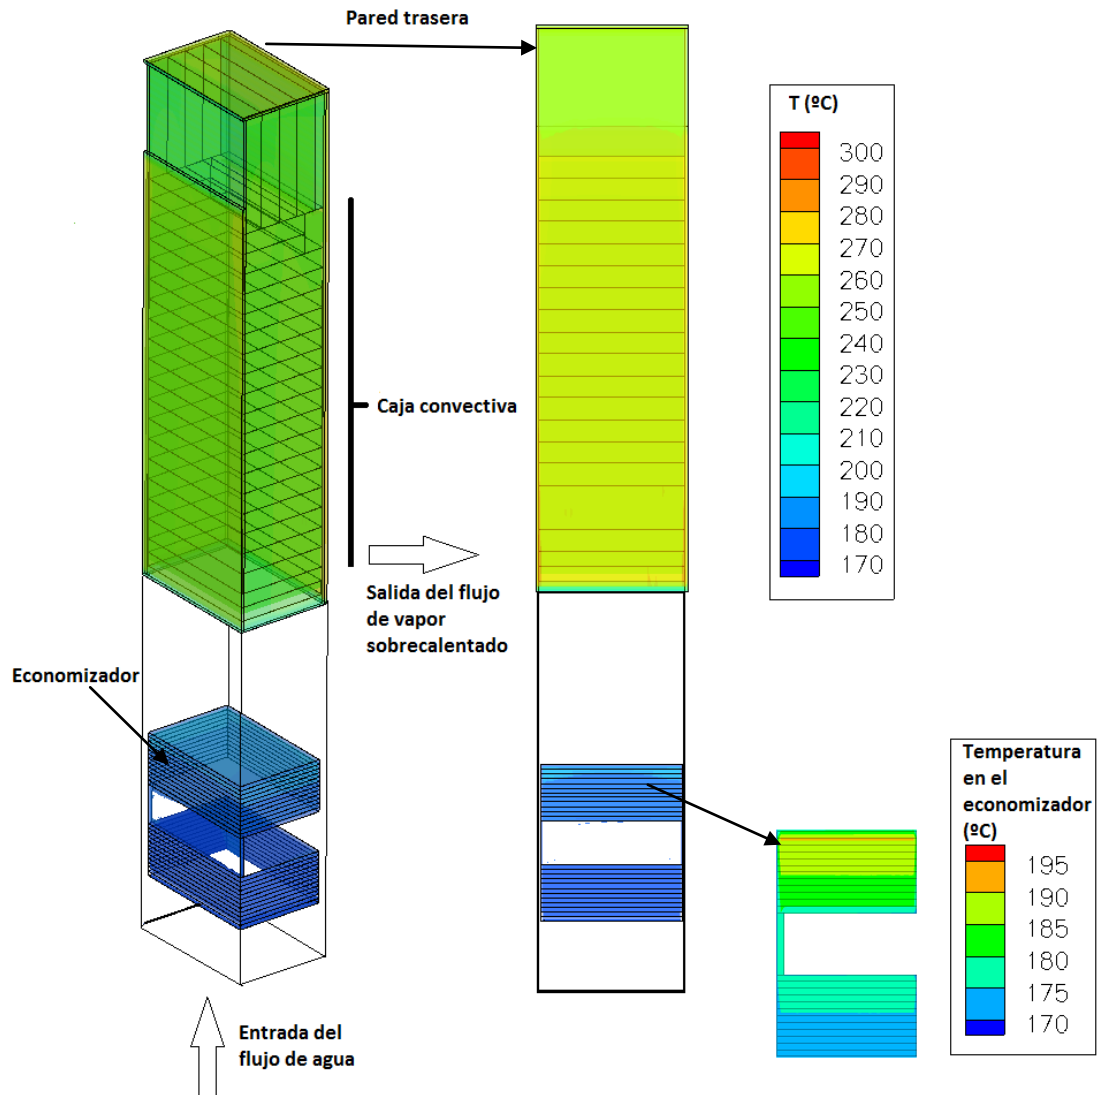 Pared trasera
T (ºC)
300
290
280
270
260
250
240
230
220
210
200
190
180
170
Caja convectiva
Salida del flujo
de vapor
sobrecalentado
Economizador
Temperatura
en el
economizador
(ºC)
195
190
185
180
175
170
Entrada del
flujo de agua